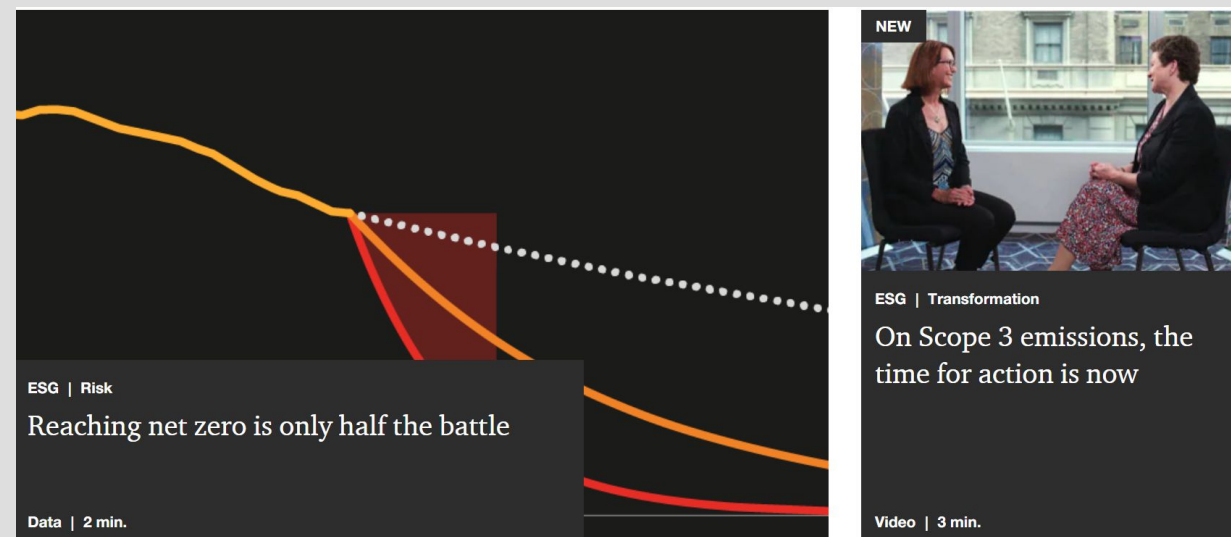 ESG | Risk
Reaching net zero is only half the battle
Data | 2 min.
NEW
ESG | Transformation
On Scope 3 emissions, the
time for action is now
Video | 3 min.